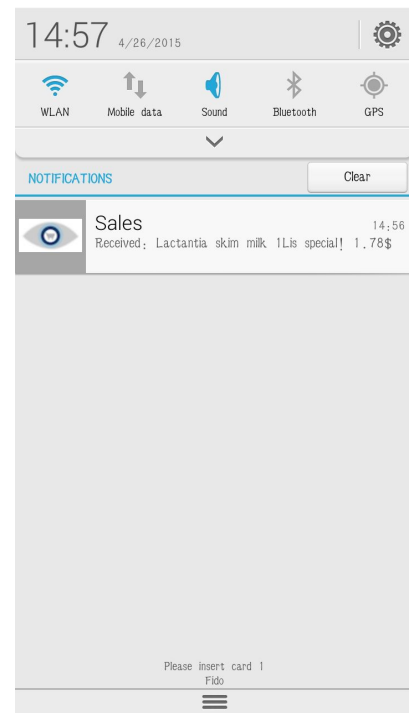 14:57 4/26/2015
WLAN Mobile data Sound Bluetooth GPS
NOTIFICATIONS Clear
Sales 14:56
Received: Lactantia skim milk 1Lis special! 1.78$
Please insert card 1
Fido